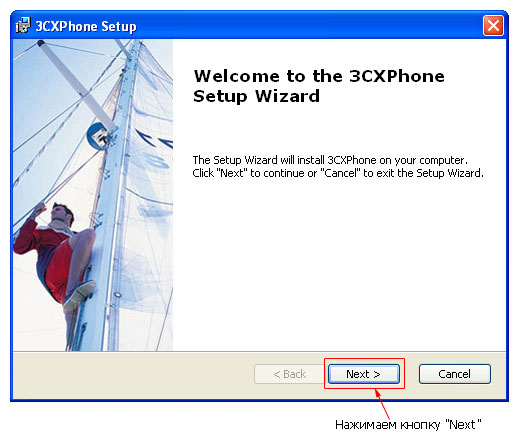 3CXPhone Setup
Welcome to the 3CXPhone
Setup Wizard
The Setup Wizard will install 3CXPhone on your computer.
Click "Next" to continue or "Cancel" to exit the Setup Wizard.
< Back
Next >
Cancel
Нажимаем кнопку "Next"